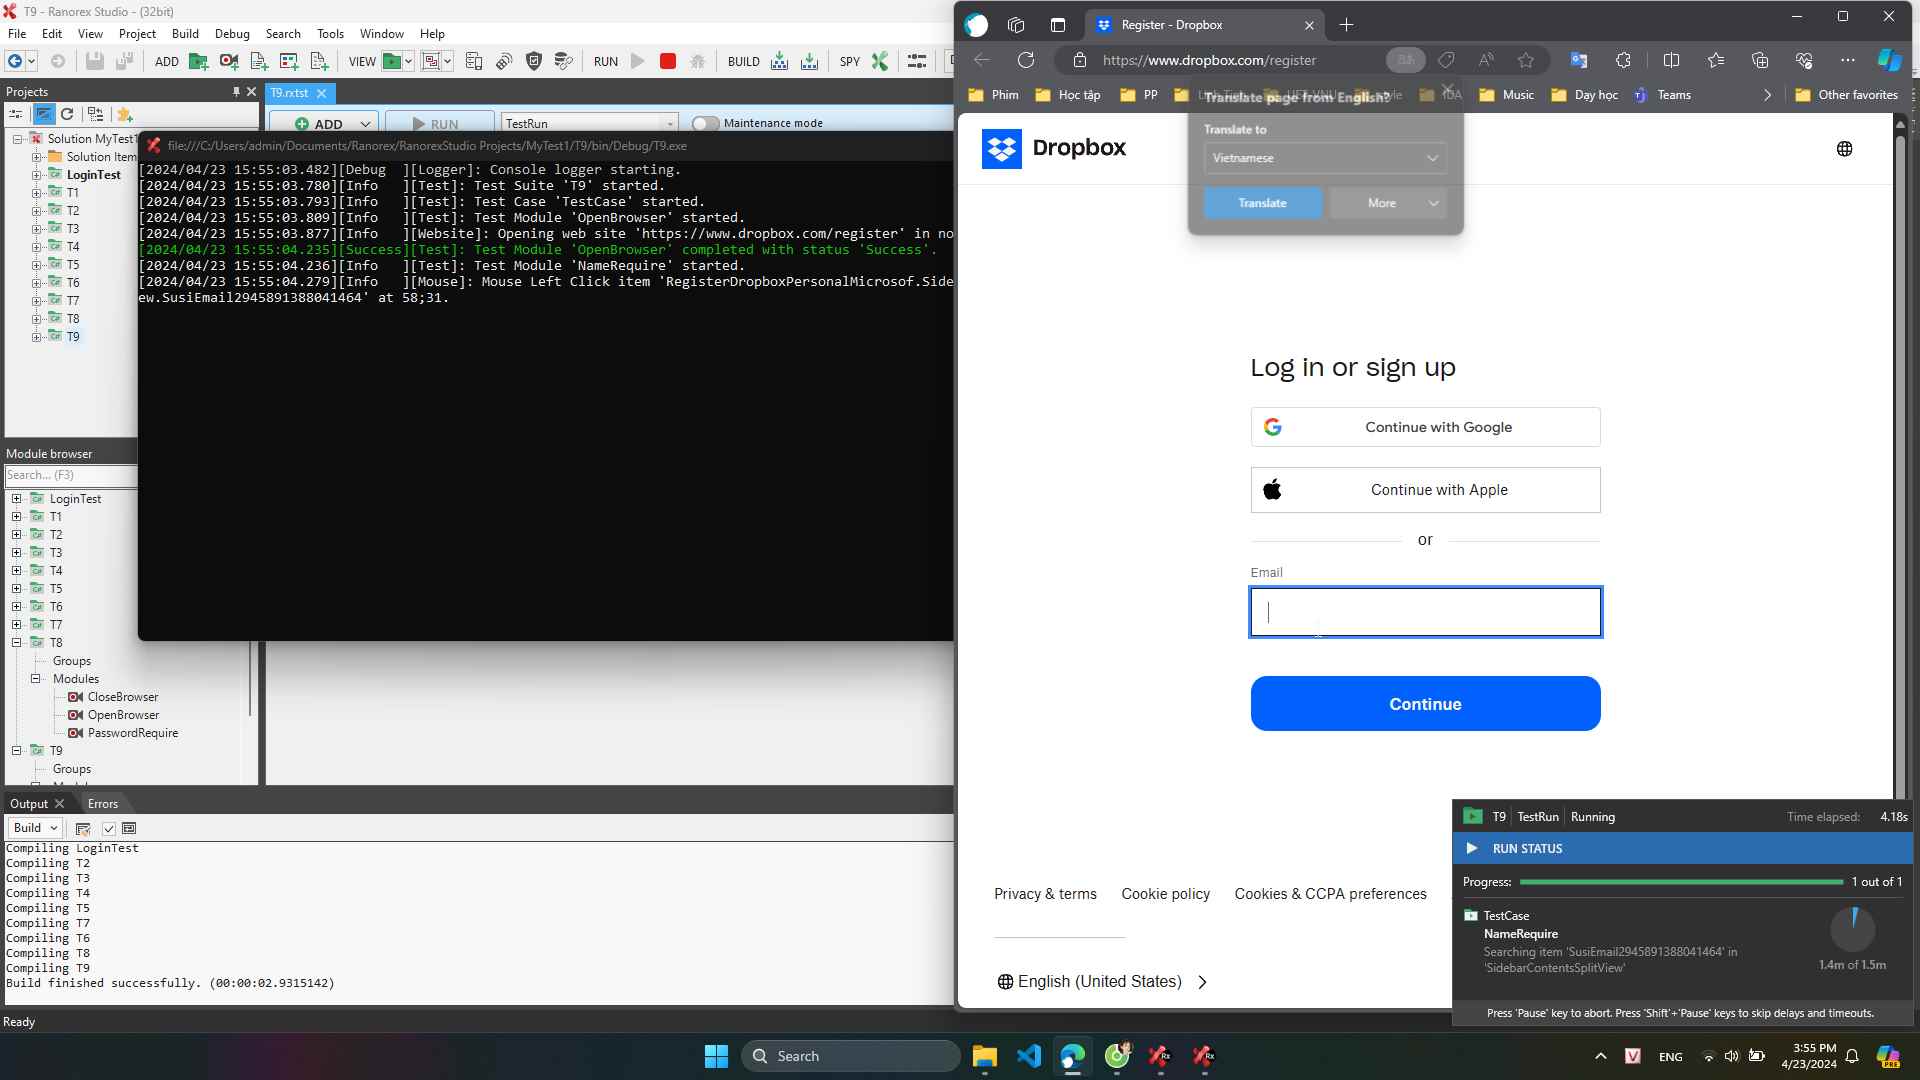 T9 - Ranorex Studio - (32bit)
File Edit View Project Build Debug Search Tools Window Help
ADD VIEW RUN BUILD SPY
Projects
T9.rxtst
ADD RUN TestRun Maintenance mode
Solution MyTest1
Solution Item
LoginTest
T1
T2
T3
T4
T5
T6
T7
T8
T9
Module browser
Search... (F3)
LoginTest
T1
T2
T3
T4
T5
T6
T7
T8
Groups
Modules
CloseBrowser
OpenBrowser
PasswordRequire
T9
Groups
file:///C:/Users/admin/Documents/Ranorex/RanorexStudio Projects/MyTest1/T9/bin/Debug/T9.exe
[2024/04/23 15:55:03.482][Debug  ][Logger]: Console logger starting.
[2024/04/23 15:55:03.780][Info   ][Test]: Test Suite 'T9' started.
[2024/04/23 15:55:03.793][Info   ][Test]: Test Case 'TestCase' started.
[2024/04/23 15:55:03.809][Info   ][Test]: Test Module 'OpenBrowser' started.
[2024/04/23 15:55:03.877][Info   ][Website]: Opening web site 'https://www.dropbox.com/register' in no
[2024/04/23 15:55:04.235][Success][Test]: Test Module 'OpenBrowser' completed with status 'Success'.
[2024/04/23 15:55:04.236][Info   ][Test]: Test Module 'NameRequire' started.
[2024/04/23 15:55:04.279][Info   ][Mouse]: Mouse Left Click item 'RegisterDropboxPersonalMicrosof.Side
ew.SusiEmail2945891388041464' at 58;31.
Output Errors
Build
Compiling LoginTest
Compiling T2
Compiling T3
Compiling T4
Compiling T5
Compiling T7
Compiling T6
Compiling T8
Compiling T9
Build finished successfully. (00:00:02.9315142)
Ready
Register - Dropbox
https://www.dropbox.com/register
Phim Học tập PP Music Dạy học Teams Other favorites
Translate page from English?
Translate to
Vietnamese
Translate More
Dropbox
Log in or sign up
Continue with Google
Continue with Apple
or
Email
Continue
Privacy & terms Cookie policy Cookies & CCPA preferences
English (United States)
T9 TestRun Running Time elapsed: 4.18s
RUN STATUS
Progress: 1 out of 1
TestCase
NameRequire
Searching item 'SusiEmail2945891388041464' in
'SidebarContentsSplitView'
1.4m of 1.5m
Press 'Pause' key to abort. Press 'Shift'+'Pause' keys to skip delays and timeouts.
Search
ENG
3:55 PM
4/23/2024